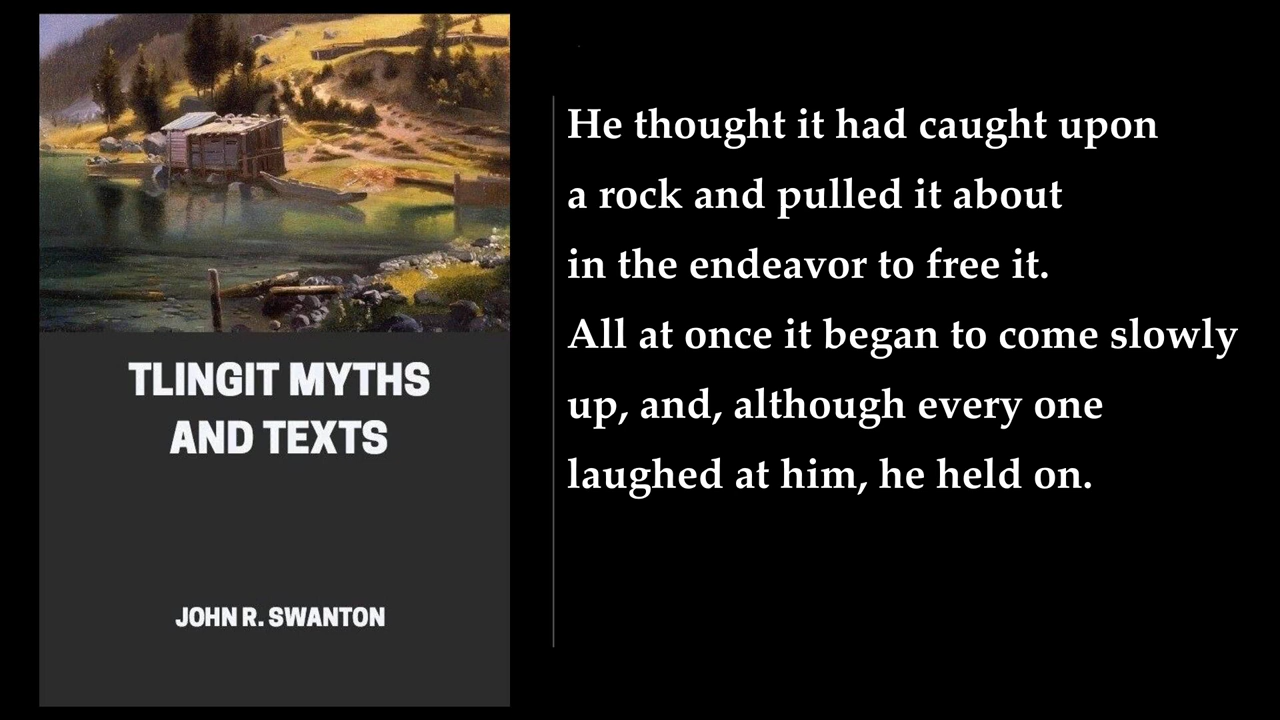 TLINGIT MYTHS
AND TEXTS
JOHN R. SWANTON
He thought it had caught upon
a rock and pulled it about
in the endeavor to free it.
All at once it began to come slowly
up, and, although every one
laughed at him, he held on.